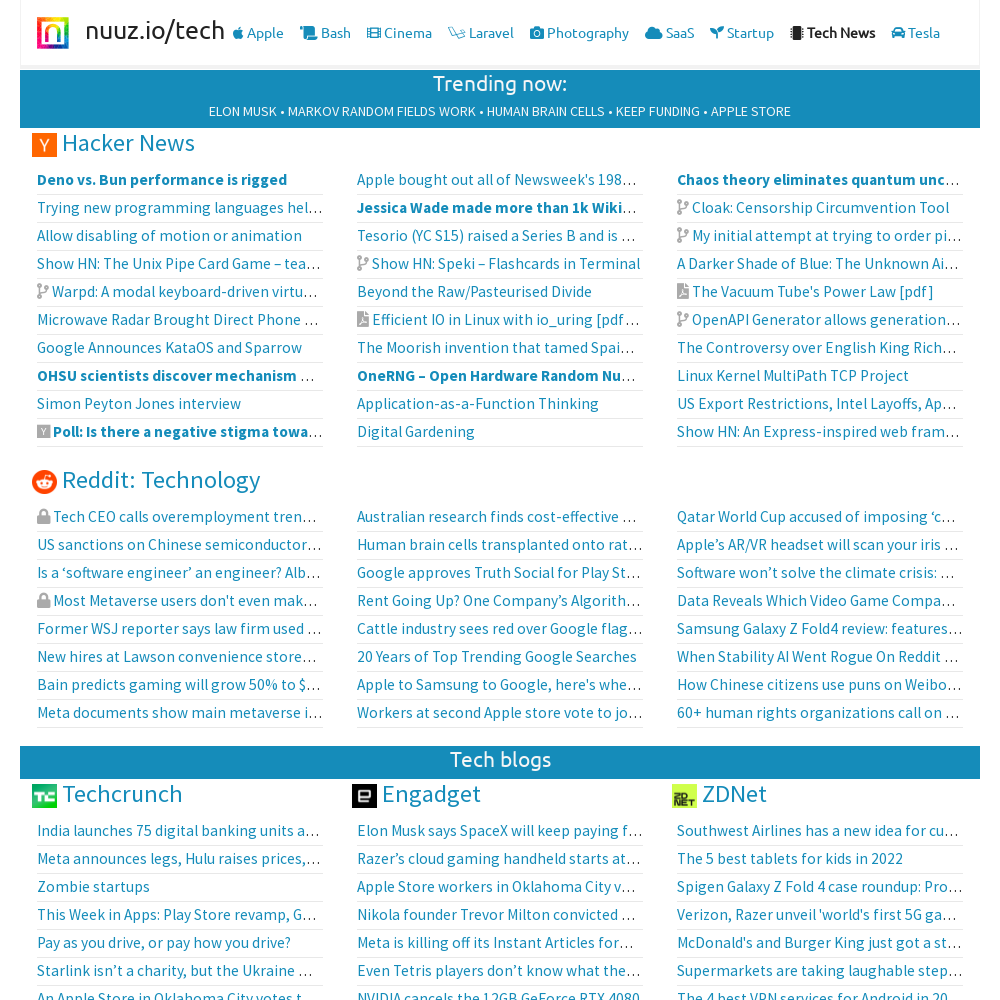 nuuz.io/tech Apple Bash Cinema Laravel Photography SaaS Startup Tech News Tesla
Trending now:
ELON MUSK • MARKOV RANDOM FIELDS WORK • HUMAN BRAIN CELLS • KEEP FUNDING • APPLE STORE
Hacker News
Deno vs. Bun performance is rigged
Trying new programming languages hel…
Allow disabling of motion or animation
Show HN: The Unix Pipe Card Game – tea…
Warpd: A modal keyboard-driven virtu…
Microwave Radar Brought Direct Phone …
Google Announces KataOS and Sparrow
OHSU scientists discover mechanism …
Simon Peyton Jones interview
Poll: Is there a negative stigma towa…
Apple bought out all of Newsweek's 198…
Jessica Wade made more than 1k Wiki…
Tesorio (YC S15) raised a Series B and is …
Show HN: Speki – Flashcards in Terminal
Beyond the Raw/Pasteurised Divide
Efficient IO in Linux with io_uring [pdf…
The Moorish invention that tamed Spai…
OneRNG – Open Hardware Random Nu…
Application-as-a-Function Thinking
Digital Gardening
Chaos theory eliminates quantum unc…
Cloak: Censorship Circumvention Tool
My initial attempt at trying to order pi…
A Darker Shade of Blue: The Unknown Ai…
The Vacuum Tube's Power Law [pdf]
OpenAPI Generator allows generation…
The Controversy over English King Rich…
Linux Kernel MultiPath TCP Project
US Export Restrictions, Intel Layoffs, Ap…
Show HN: An Express-inspired web fram…
Reddit: Technology
Tech CEO calls overemployment tren…
US sanctions on Chinese semiconductor…
Is a ‘software engineer’ an engineer? Alb…
Most Metaverse users don't even mak…
Former WSJ reporter says law firm used …
New hires at Lawson convenience store…
Bain predicts gaming will grow 50% to $…
Meta documents show main metaverse i…
Australian research finds cost-effective …
Human brain cells transplanted onto rat…
Google approves Truth Social for Play St…
Rent Going Up? One Company’s Algorith…
Cattle industry sees red over Google flag…
20 Years of Top Trending Google Searches
Apple to Samsung to Google, here's whe…
Workers at second Apple store vote to jo…
Qatar World Cup accused of imposing ‘c…
Apple’s AR/VR headset will scan your iris …
Software won’t solve the climate crisis: …
Data Reveals Which Video Game Compa…
Samsung Galaxy Z Fold4 review: features…
When Stability AI Went Rogue On Reddit …
How Chinese citizens use puns on Weibo…
60+ human rights organizations call on …
Tech blogs
Techcrunch
India launches 75 digital banking units a…
Meta announces legs, Hulu raises prices,…
Zombie startups
This Week in Apps: Play Store revamp, G…
Pay as you drive, or pay how you drive?
Starlink isn’t a charity, but the Ukraine …
An Apple Store in Oklahoma City votes t…
Engadget
Elon Musk says SpaceX will keep paying f…
Razer’s cloud gaming handheld starts at…
Apple Store workers in Oklahoma City v…
Nikola founder Trevor Milton convicted …
Meta is killing off its Instant Articles for…
Even Tetris players don’t know what the…
NVIDIA cancels the 12GB GeForce RTX 4080
ZDNet
Southwest Airlines has a new idea for cu…
The 5 best tablets for kids in 2022
Spigen Galaxy Z Fold 4 case roundup: Pro…
Verizon, Razer unveil 'world's first 5G ga…
McDonald's and Burger King just got a st…
Supermarkets are taking laughable step…
The 4 best VPN services for Android in 20…